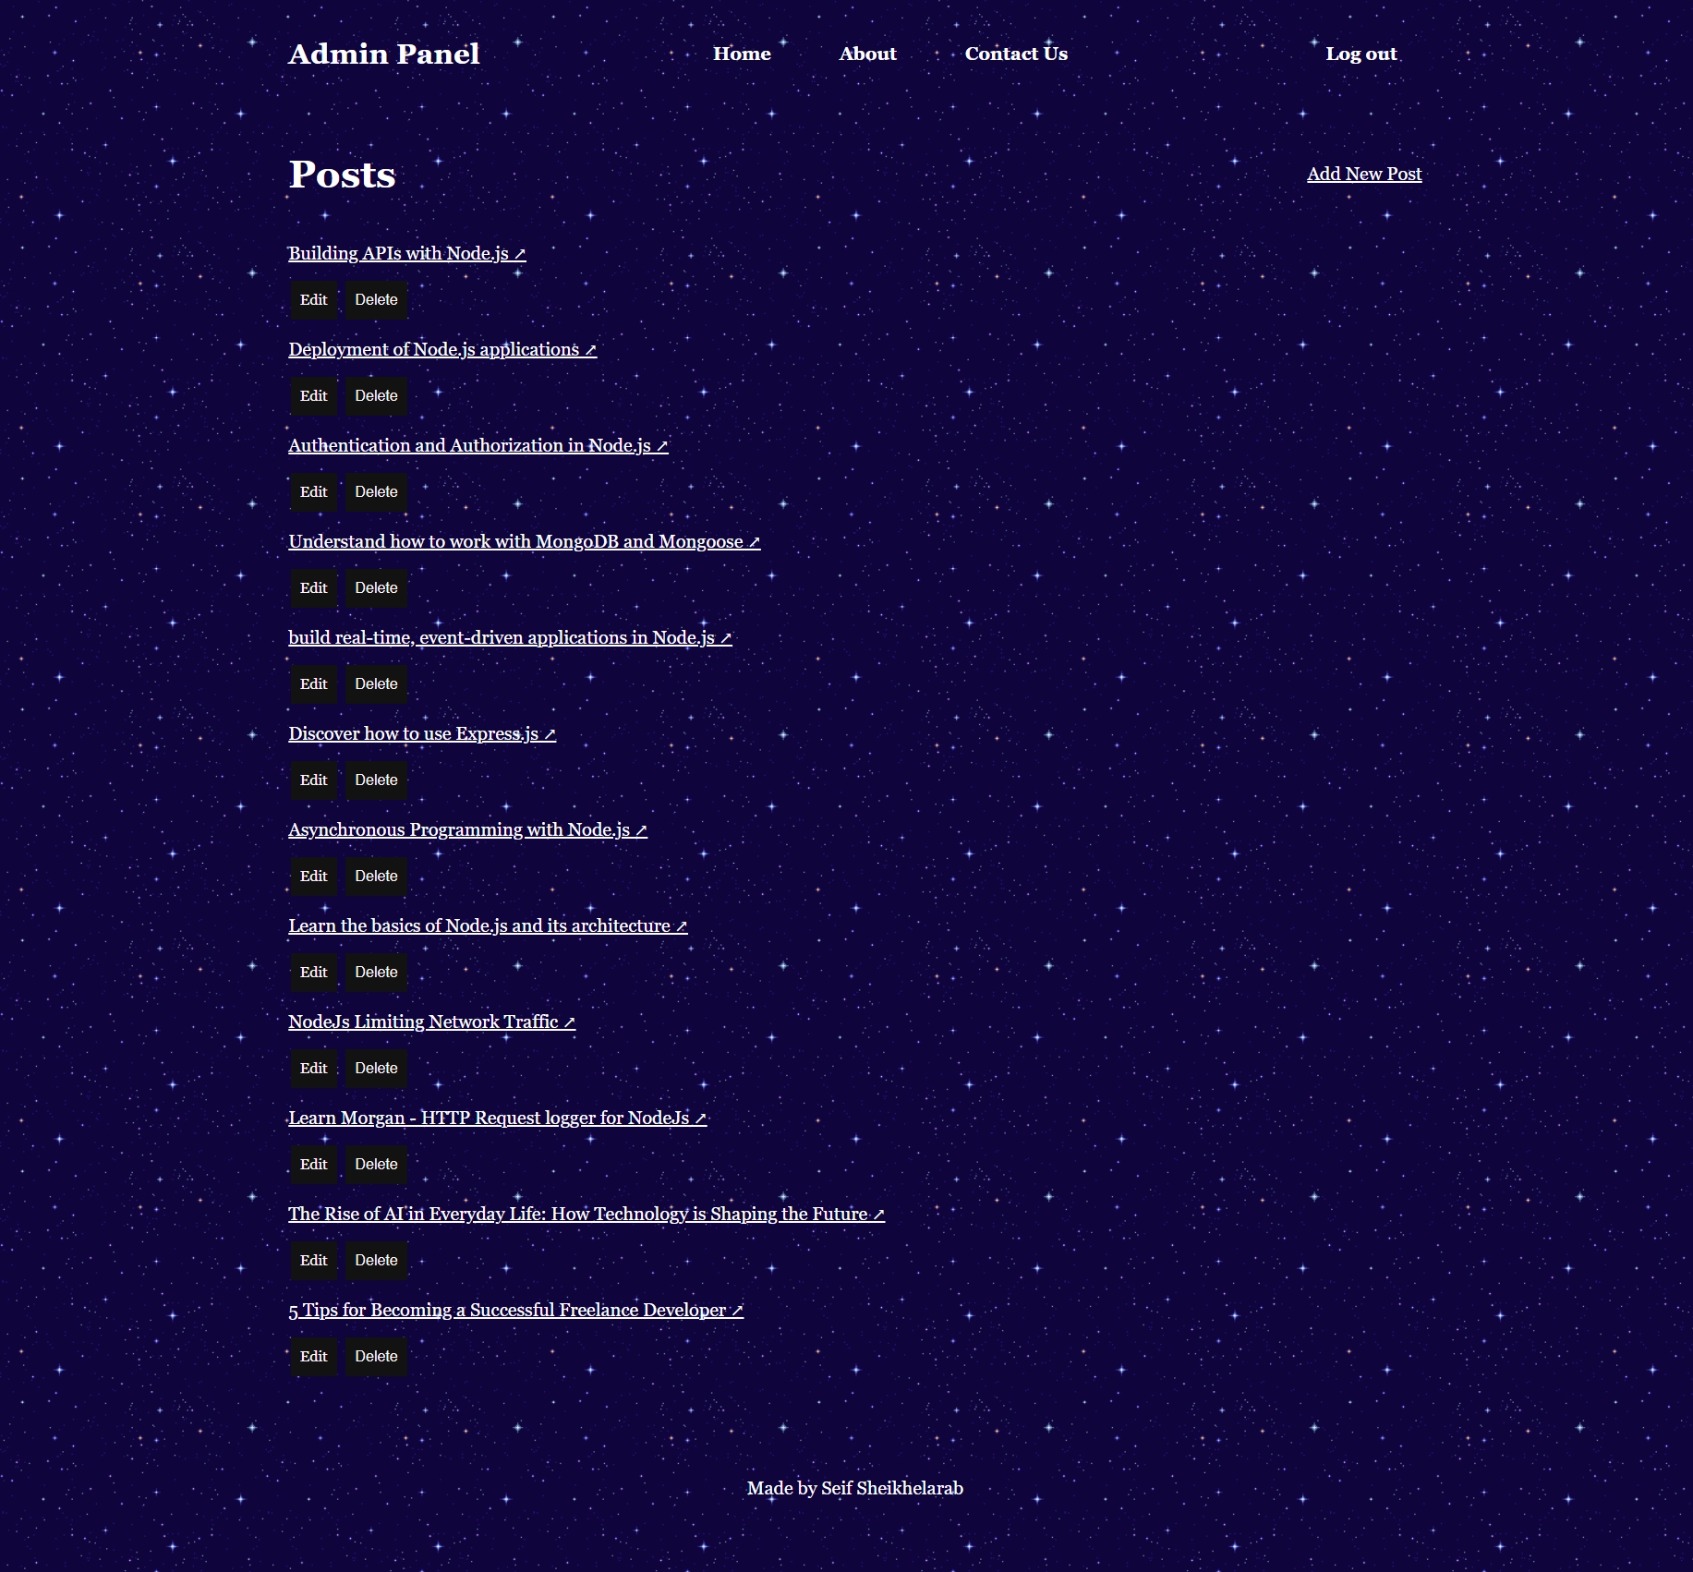 Admin Panel Home About Contact Us Log out
Posts Add New Post
Building APIs with Node.js ↗
Edit Delete
Deployment of Node.js applications ↗
Edit Delete
Authentication and Authorization in Node.js ↗
Edit Delete
Understand how to work with MongoDB and Mongoose ↗
Edit Delete
build real-time, event-driven applications in Node.js ↗
Edit Delete
Discover how to use Express.js ↗
Edit Delete
Asynchronous Programming with Node.js ↗
Edit Delete
Learn the basics of Node.js and its architecture ↗
Edit Delete
NodeJs Limiting Network Traffic ↗
Edit Delete
Learn Morgan - HTTP Request logger for NodeJs ↗
Edit Delete
The Rise of AI in Everyday Life: How Technology is Shaping the Future ↗
Edit Delete
5 Tips for Becoming a Successful Freelance Developer ↗
Edit Delete
Made by Seif Sheikhelarab